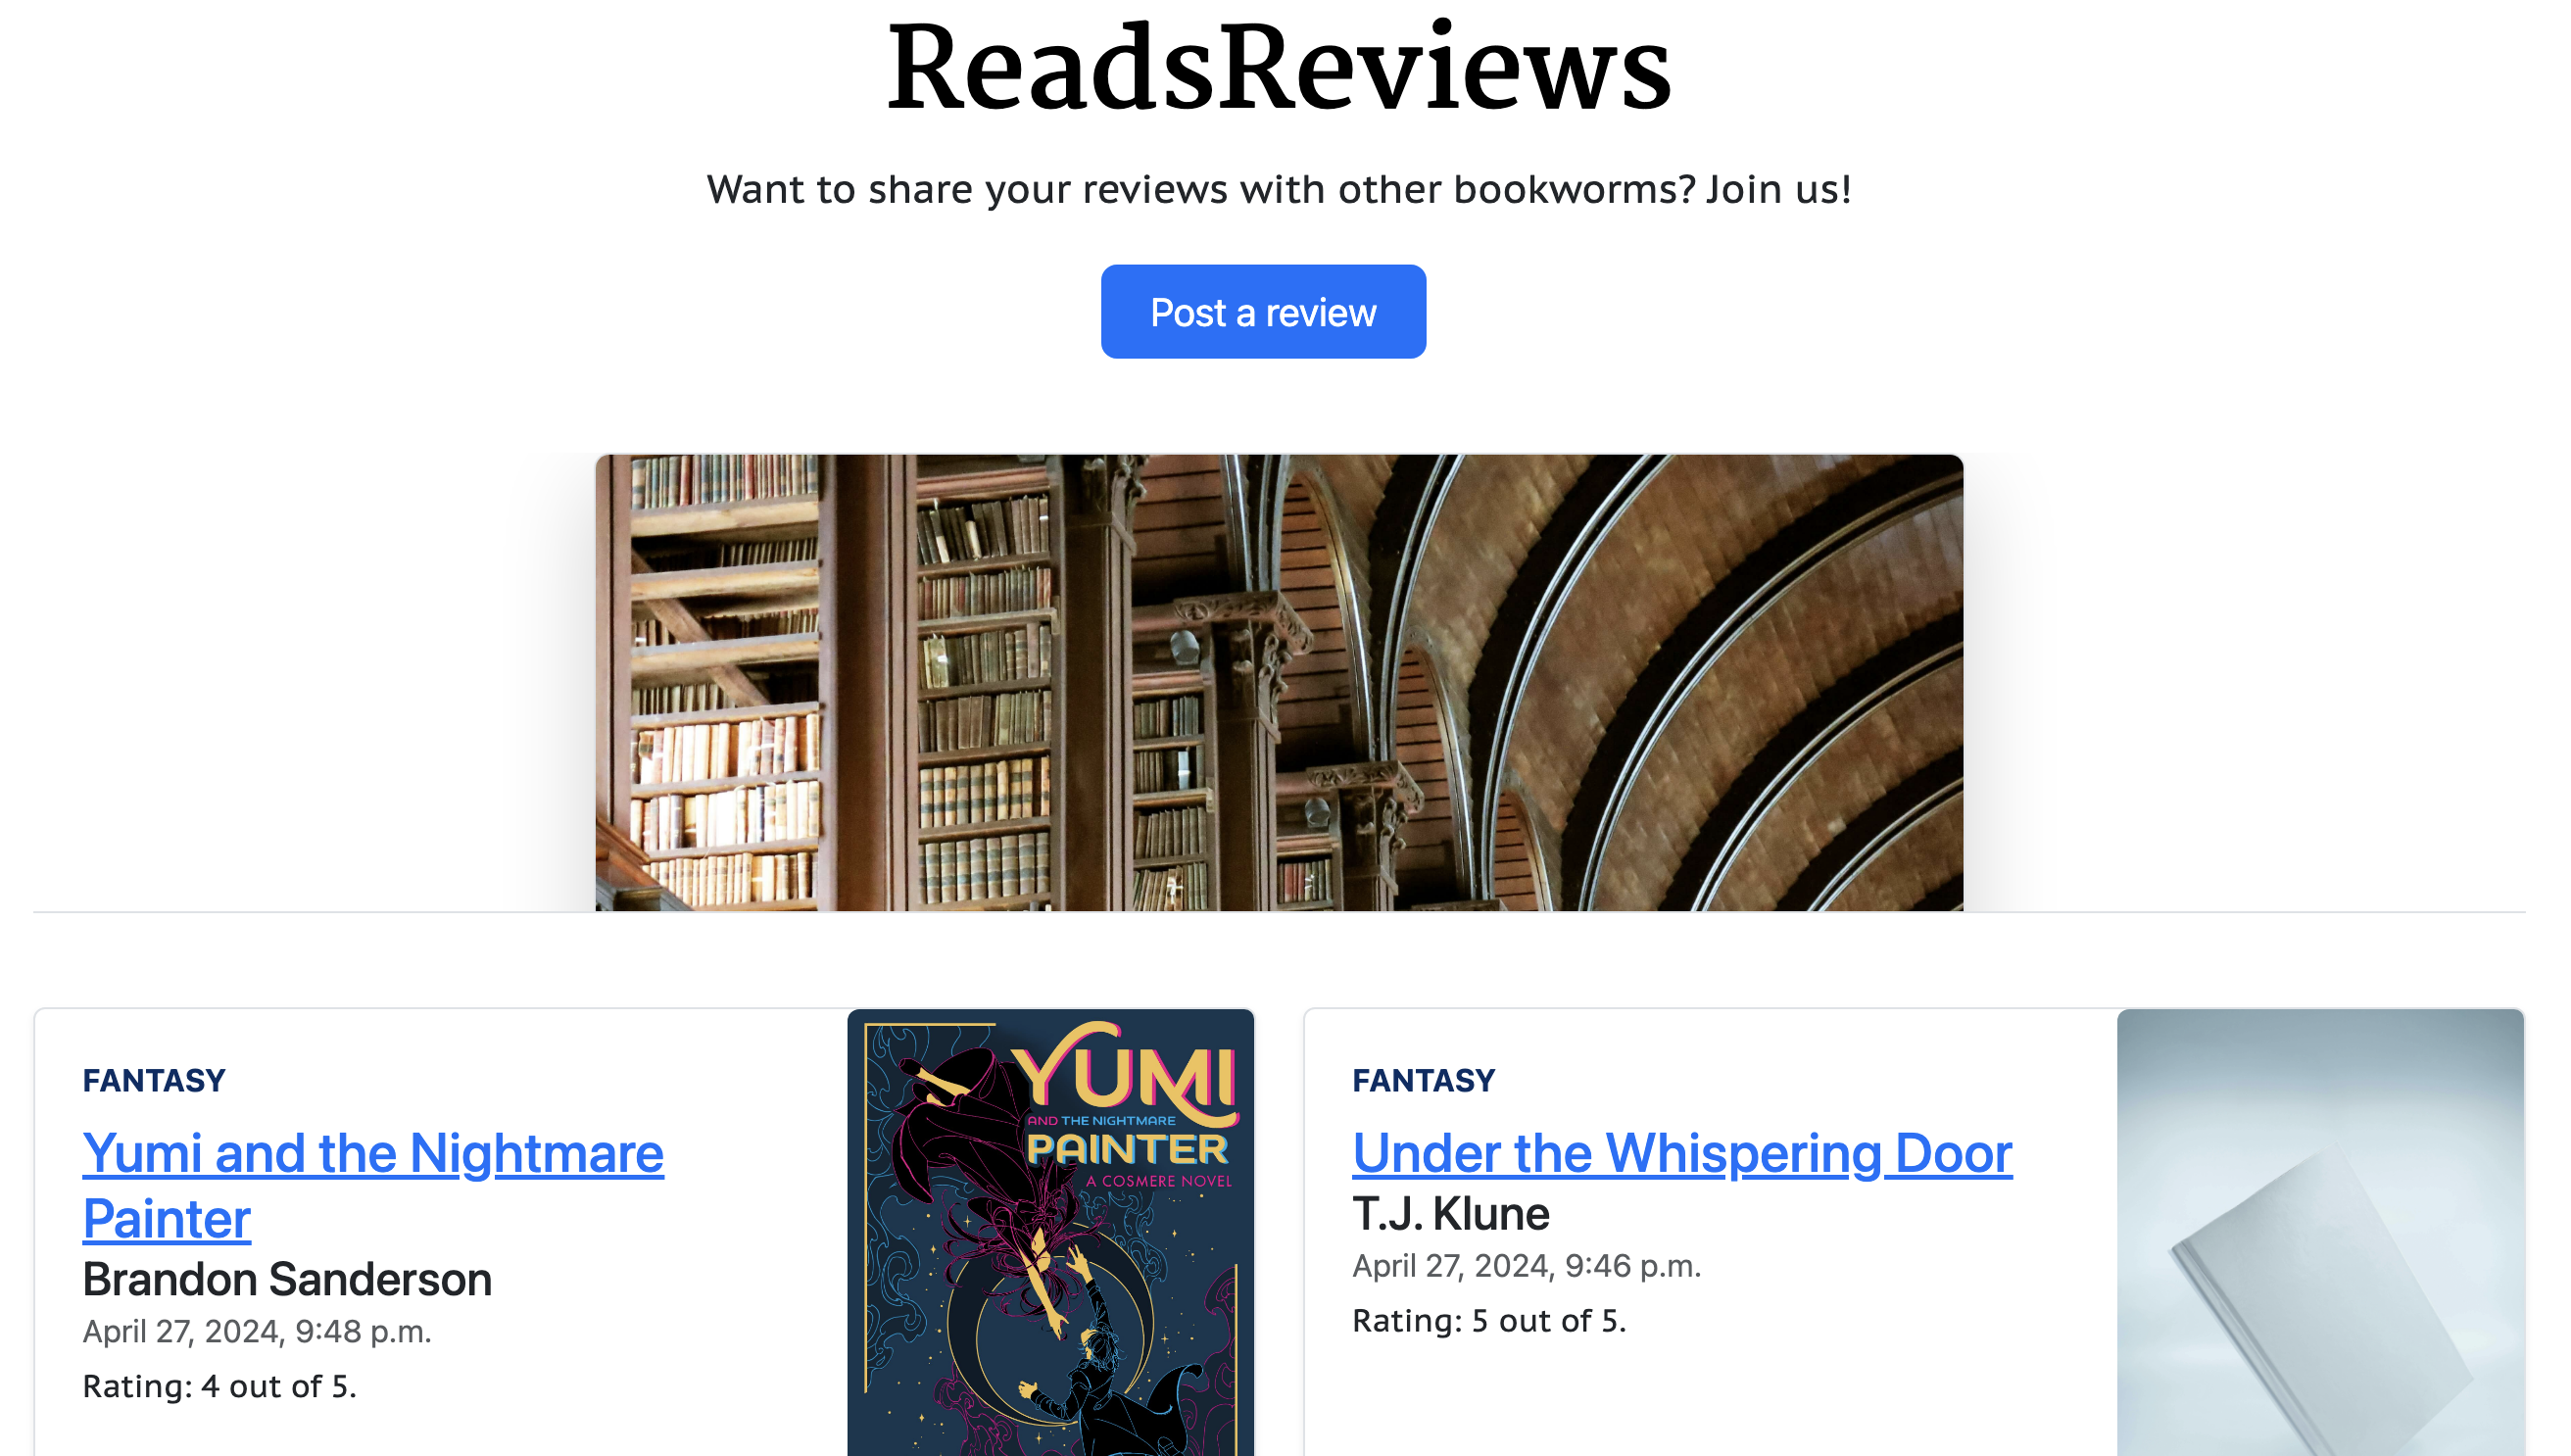 ReadsReviews
Want to share your reviews with other bookworms? Join us!
Post a review
FANTASY
Yumi and the Nightmare
Painter
Brandon Sanderson
April 27, 2024, 9:48 p.m.
Rating: 4 out of 5.
YUMI
AND THE NIGHTMARE
PAINTER
A COSMERE NOVEL
FANTASY
Under the Whispering Door
T.J. Klune
April 27, 2024, 9:46 p.m.
Rating: 5 out of 5.